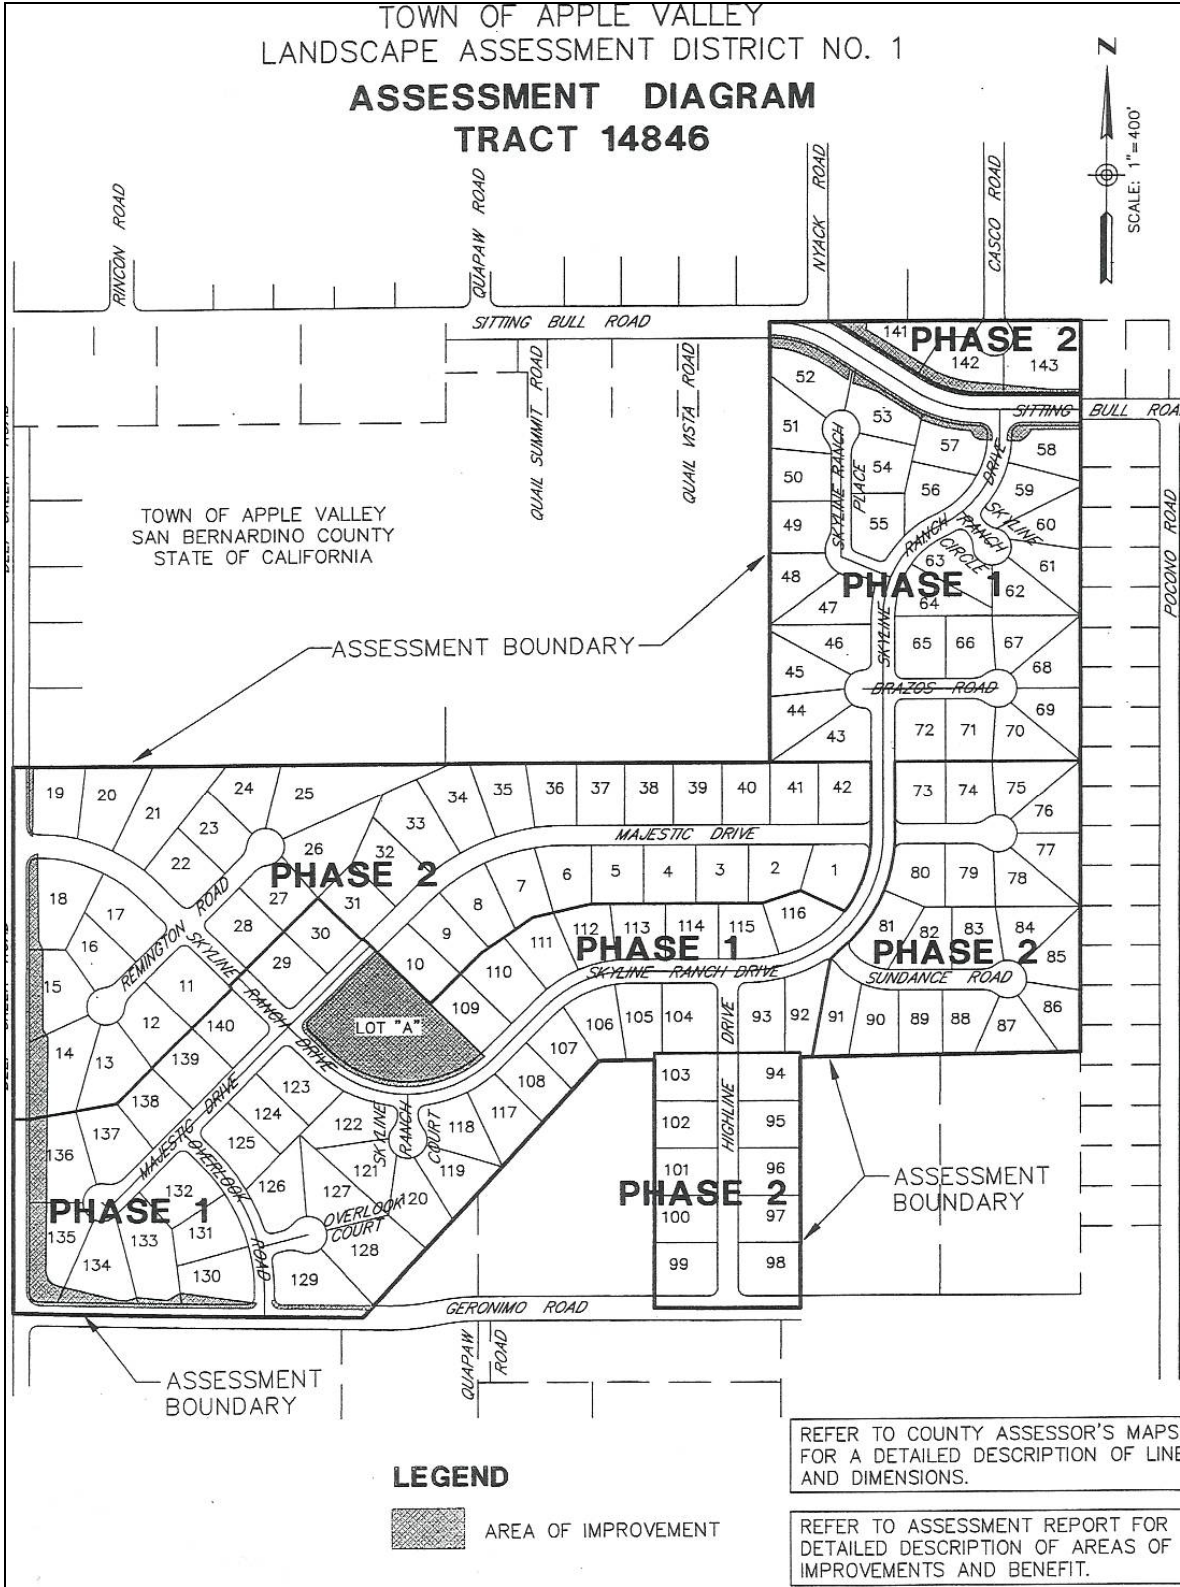 TOWN OF APPLE VALLEY
LANDSCAPE ASSESSMENT DISTRICT NO. 1
ASSESSMENT DIAGRAM
TRACT 14846
N
SCALE: 1"=400'
RINCON ROAD
QUAPAW ROAD
NYACK ROAD
CASCO ROAD
SITTING BULL ROAD
QUAIL SUMMIT ROAD
QUAIL VISTA ROAD
141
PHASE 2
142
143
SITTING BULL ROAD
52
53
51
57
58
50
54
56
59
49
55
60
SKYLINE RANCH
PLACE
SKYLINE RANCH DRIVE
SKYLINE
RANCH
CIRCLE
POCONO ROAD
TOWN OF APPLE VALLEY
SAN BERNARDINO COUNTY
STATE OF CALIFORNIA
48
63
61
PHASE 1
62
47
64
46
65
66
67
ASSESSMENT BOUNDARY
45
68
BRAZOS ROAD
44
69
43
72
71
70
19
20
21
24
25
34
35
36
37
38
39
40
41
42
73
74
75
76
23
33
MAJESTIC DRIVE
22
26
32
77
PHASE 2
18
27
31
7
6
5
4
3
2
1
80
79
78
17
28
30
8
REMINGTON ROAD
16
29
9
111
112
113
114
115
116
81
82
83
84
PHASE 1
PHASE 2
15
11
10
110
SKYLINE RANCH DRIVE
SUNDANCE ROAD
85
12
140
SKYLINE
RANCH
DRIVE
LOT "A"
109
106
105
104
93
92
91
90
89
88
87
86
14
13
139
107
138
MAJESTIC DRIVE
123
108
103
94
137
124
122
118
117
102
95
136
125
SKYLINE
RANCH
COURT
HIGHLINE DRIVE
121
119
101
96
132
126
127
120
PHASE 2
ASSESSMENT
BOUNDARY
PHASE 1
OVERLOOK
COURT
100
97
135
133
131
OVERLOOK ROAD
128
134
130
129
99
98
GERONIMO ROAD
QUAPAW
ROAD
ASSESSMENT
BOUNDARY
LEGEND
AREA OF IMPROVEMENT
REFER TO COUNTY ASSESSOR'S MAPS
FOR A DETAILED DESCRIPTION OF LINE
AND DIMENSIONS.
REFER TO ASSESSMENT REPORT FOR
DETAILED DESCRIPTION OF AREAS OF
IMPROVEMENTS AND BENEFIT.